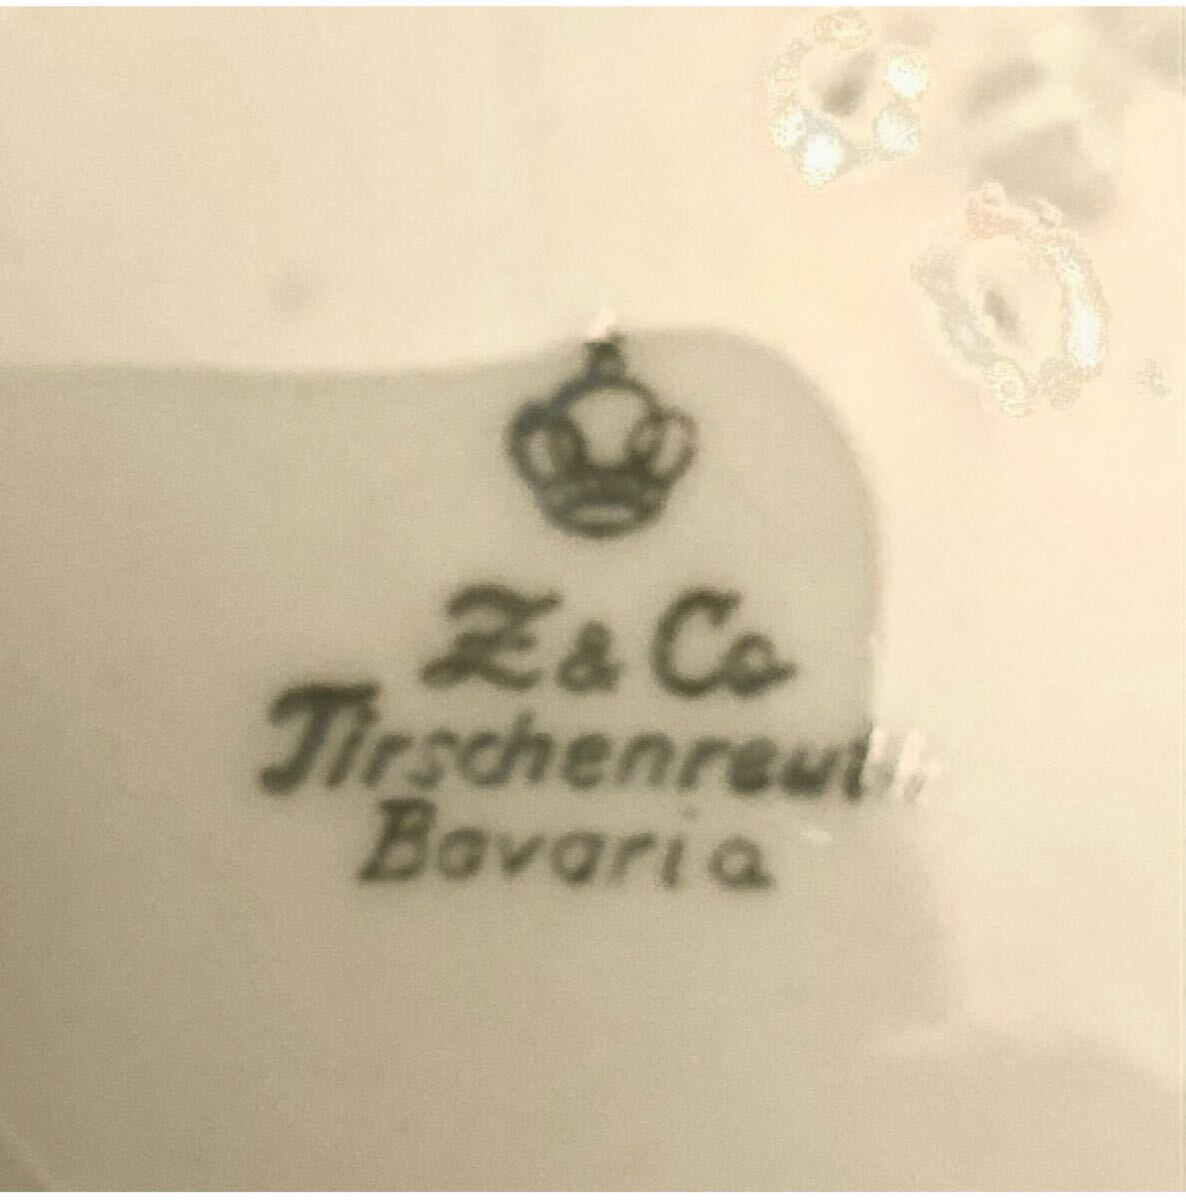 Z & Co
Tirschenreuth
Bavaria